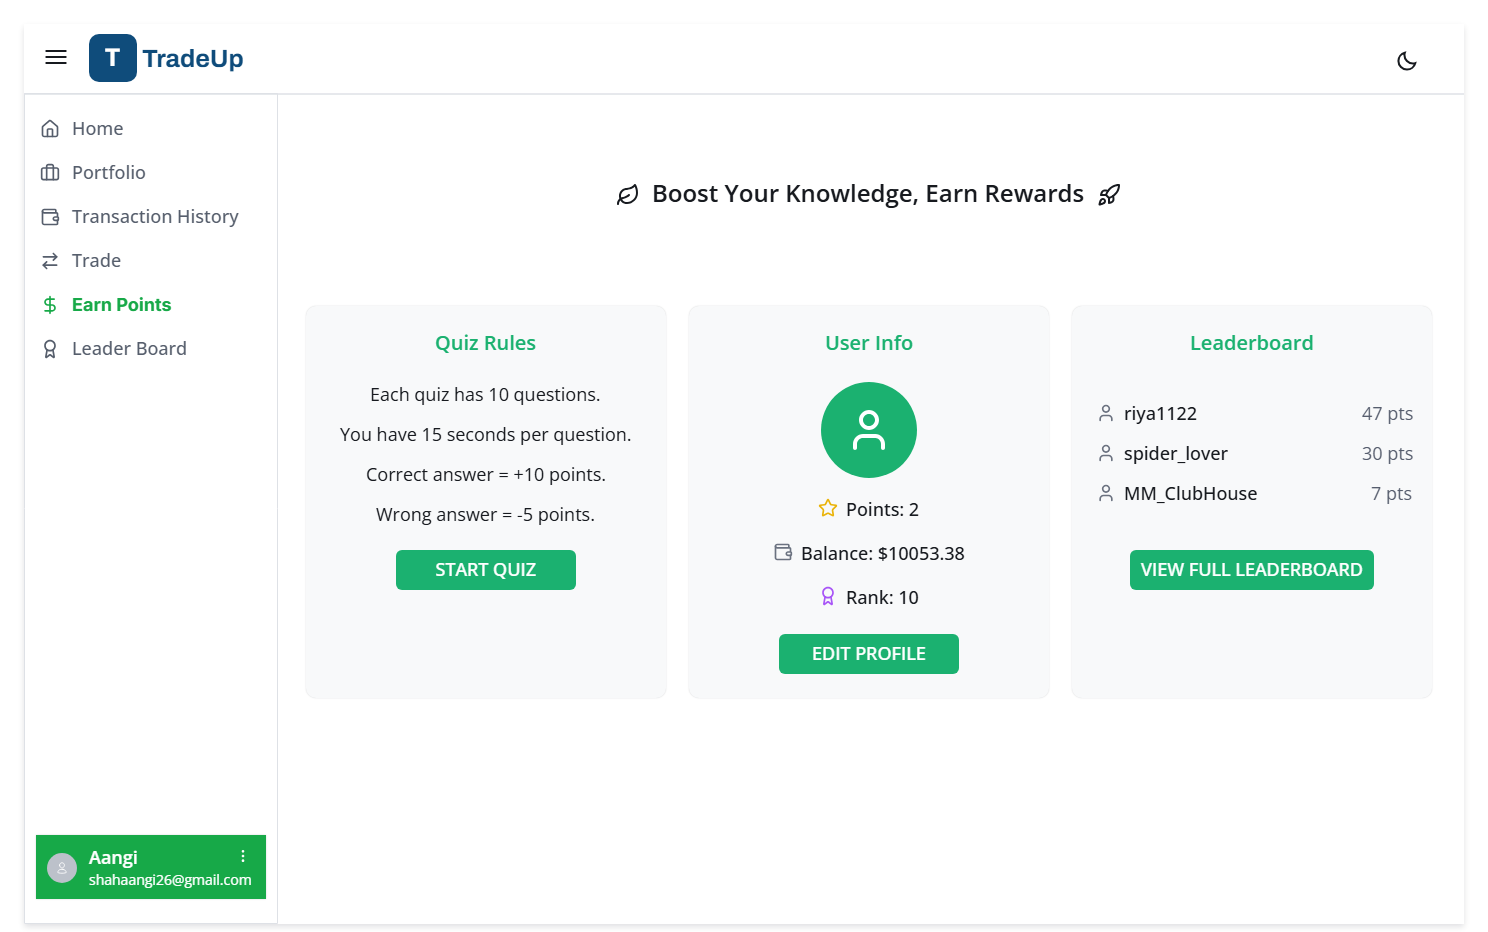 T TradeUp
Home
Portfolio
Transaction History
Trade
Earn Points
Leader Board
Boost Your Knowledge, Earn Rewards
Quiz Rules
Each quiz has 10 questions.
You have 15 seconds per question.
Correct answer = +10 points.
Wrong answer = -5 points.
START QUIZ
User Info
Points: 2
Balance: $10053.38
Rank: 10
EDIT PROFILE
Leaderboard
riya1122 47 pts
spider_lover 30 pts
MM_ClubHouse 7 pts
VIEW FULL LEADERBOARD
Aangi
shahaangi26@gmail.com